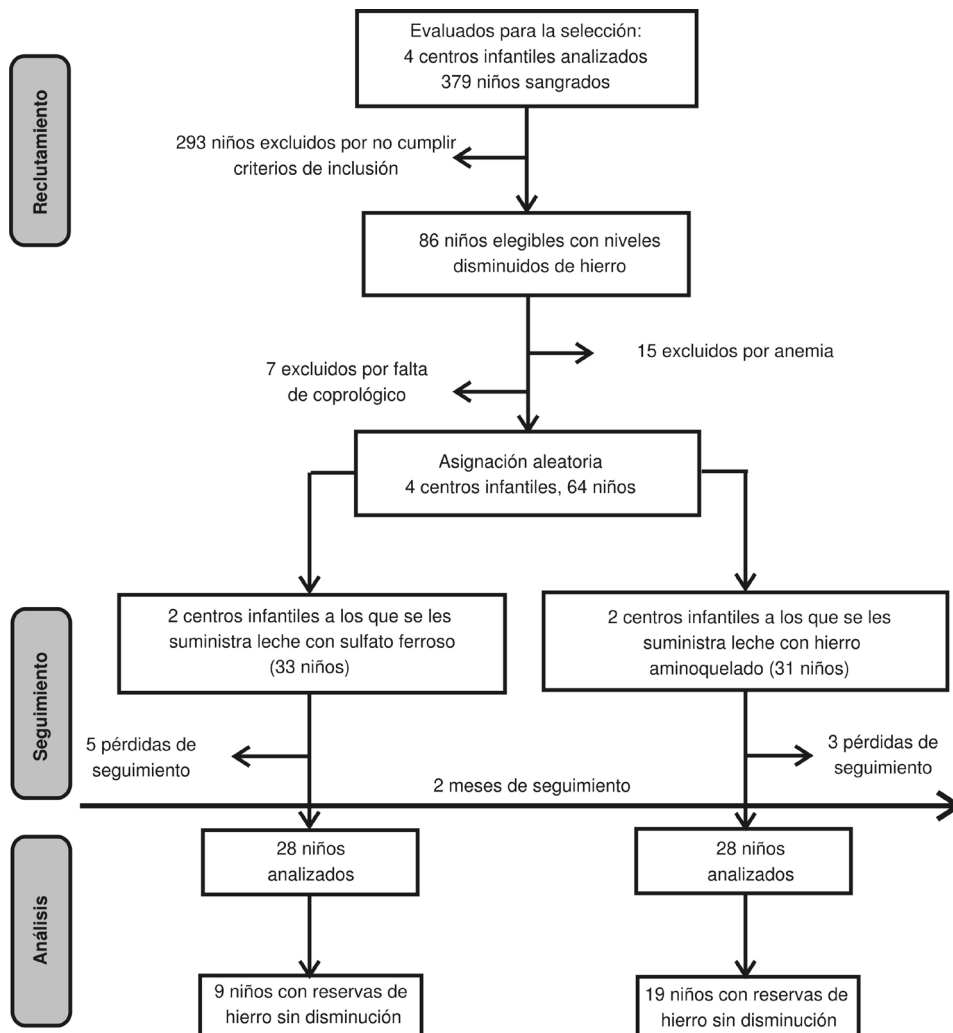 Reclutamiento
Evaluados para la selección:
4 centros infantiles analizados
379 niños sangrados
293 niños excluidos por no cumplir
criterios de inclusión
86 niños elegibles con niveles
disminuidos de hierro
15 excluidos por anemia
7 excluidos por falta
de coprológico
Asignación aleatoria
4 centros infantiles, 64 niños
Seguimiento
2 centros infantiles a los que se les
suministra leche con sulfato ferroso
(33 niños)
2 centros infantiles a los que se les
suministra leche con hierro
aminoquelado (31 niños)
5 pérdidas de
seguimiento
3 pérdidas de
seguimiento
2 meses de seguimiento
Análisis
28 niños
analizados
28 niños
analizados
9 niños con reservas de
hierro sin disminución
19 niños con reservas de
hierro sin disminución